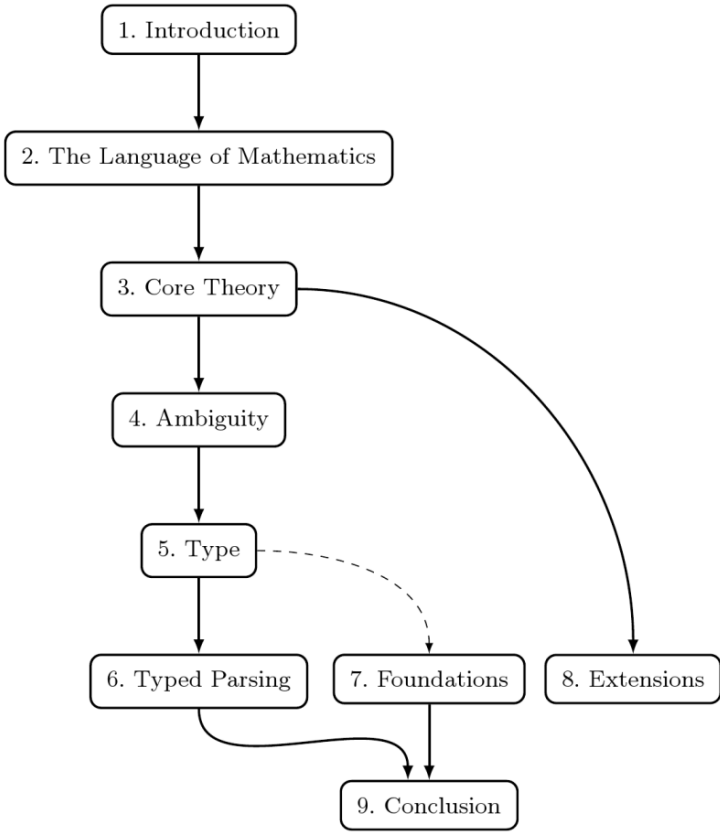 1. Introduction
2. The Language of Mathematics
3. Core Theory
4. Ambiguity
5. Type
6. Typed Parsing
7. Foundations
8. Extensions
9. Conclusion